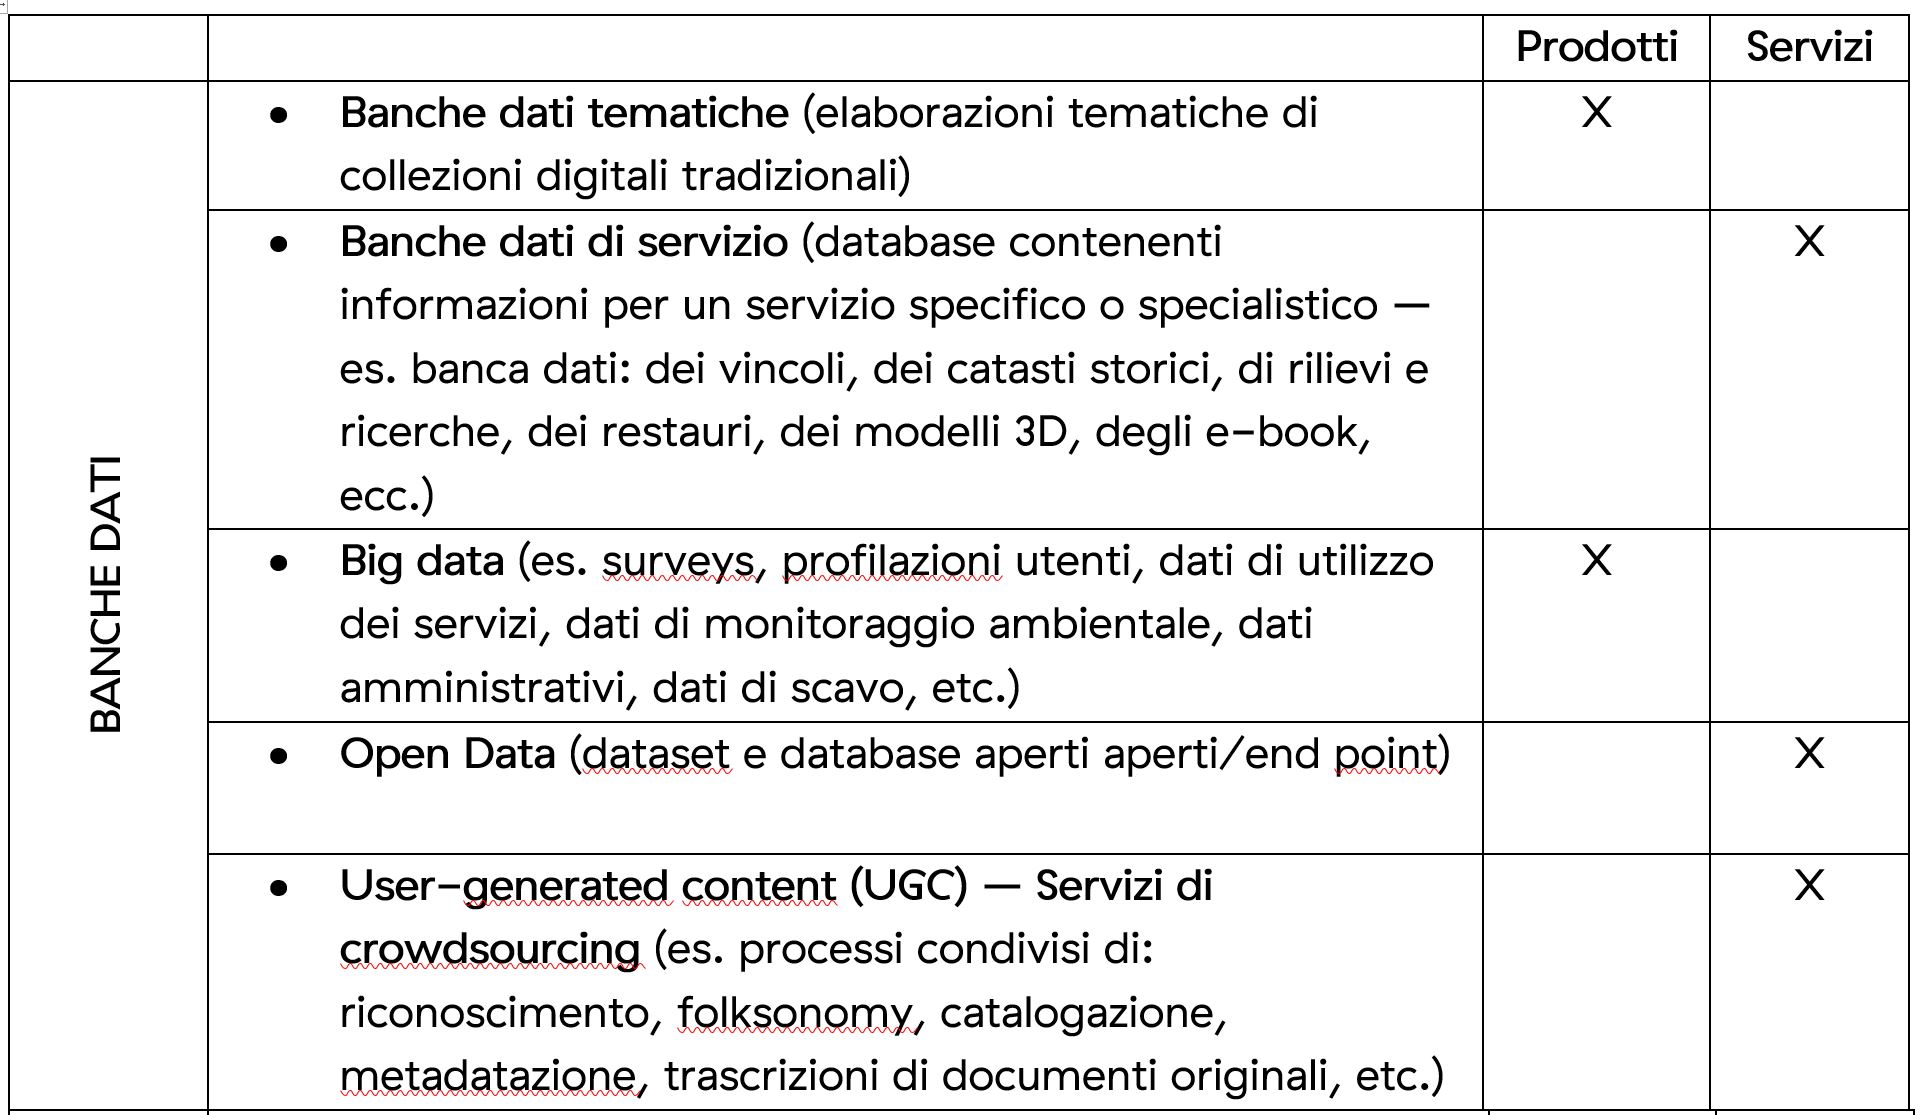 Prodotti Servizi
BANCHE DATI
• Banche dati tematiche (elaborazioni tematiche di X
collezioni digitali tradizionali)
• Banche dati di servizio (database contenenti X
informazioni per un servizio specifico o specialistico —
es. banca dati: dei vincoli, dei catasti storici, di rilievi e
ricerche, dei restauri, dei modelli 3D, degli e-book,
ecc.)
• Big data (es. surveys, profilazioni utenti, dati di utilizzo X
dei servizi, dati di monitoraggio ambientale, dati
amministrativi, dati di scavo, etc.)
• Open Data (dataset e database aperti aperti/end point) X
• User-generated content (UGC) — Servizi di X
crowdsourcing (es. processi condivisi di:
riconoscimento, folksonomy, catalogazione,
metadatazione, trascrizioni di documenti originali, etc.)